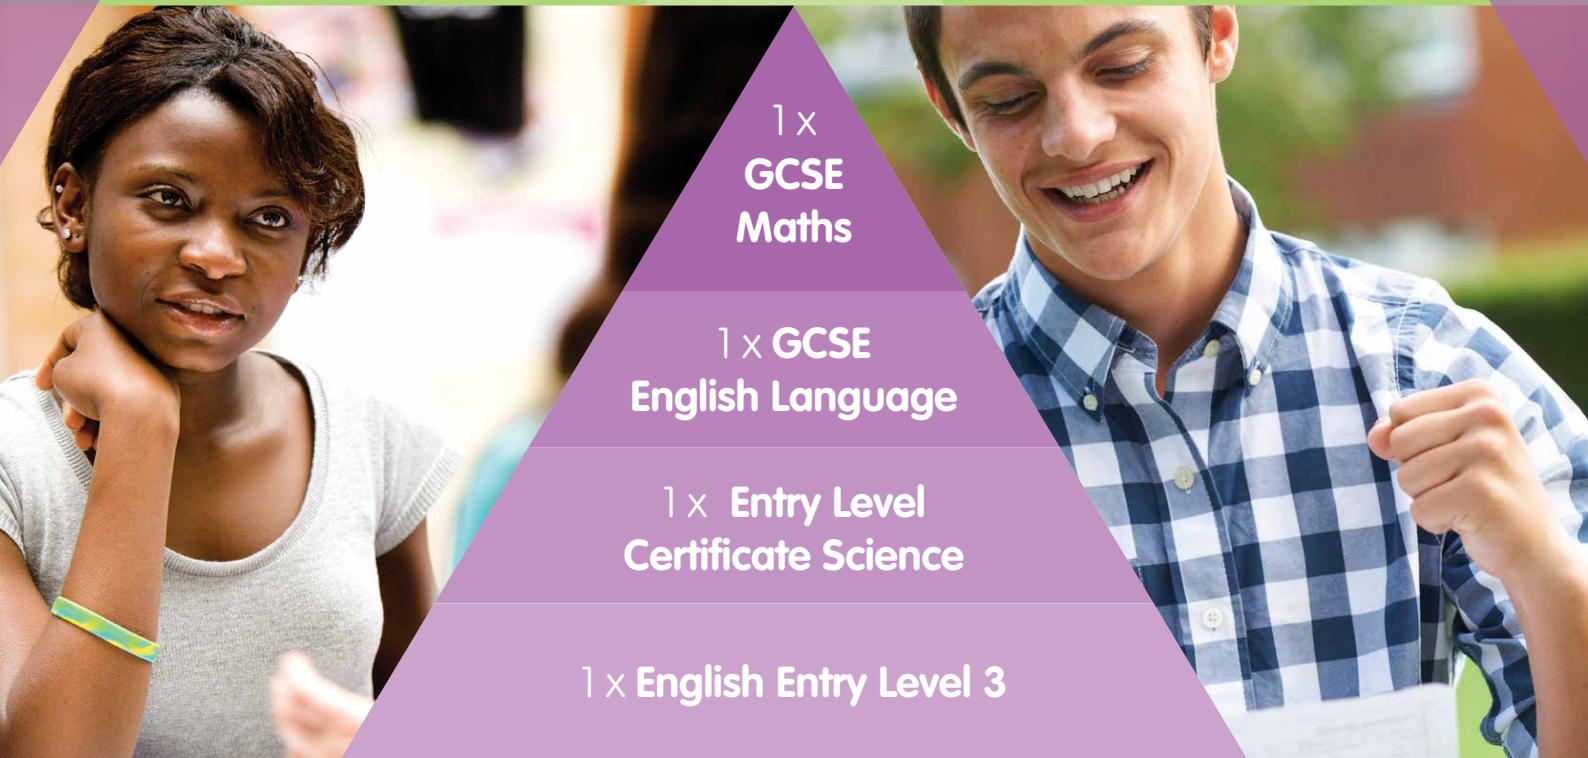 1 x
GCSE
Maths
1 x GCSE
English Language
1 x Entry Level
Certificate Science
1 x English Entry Level 3